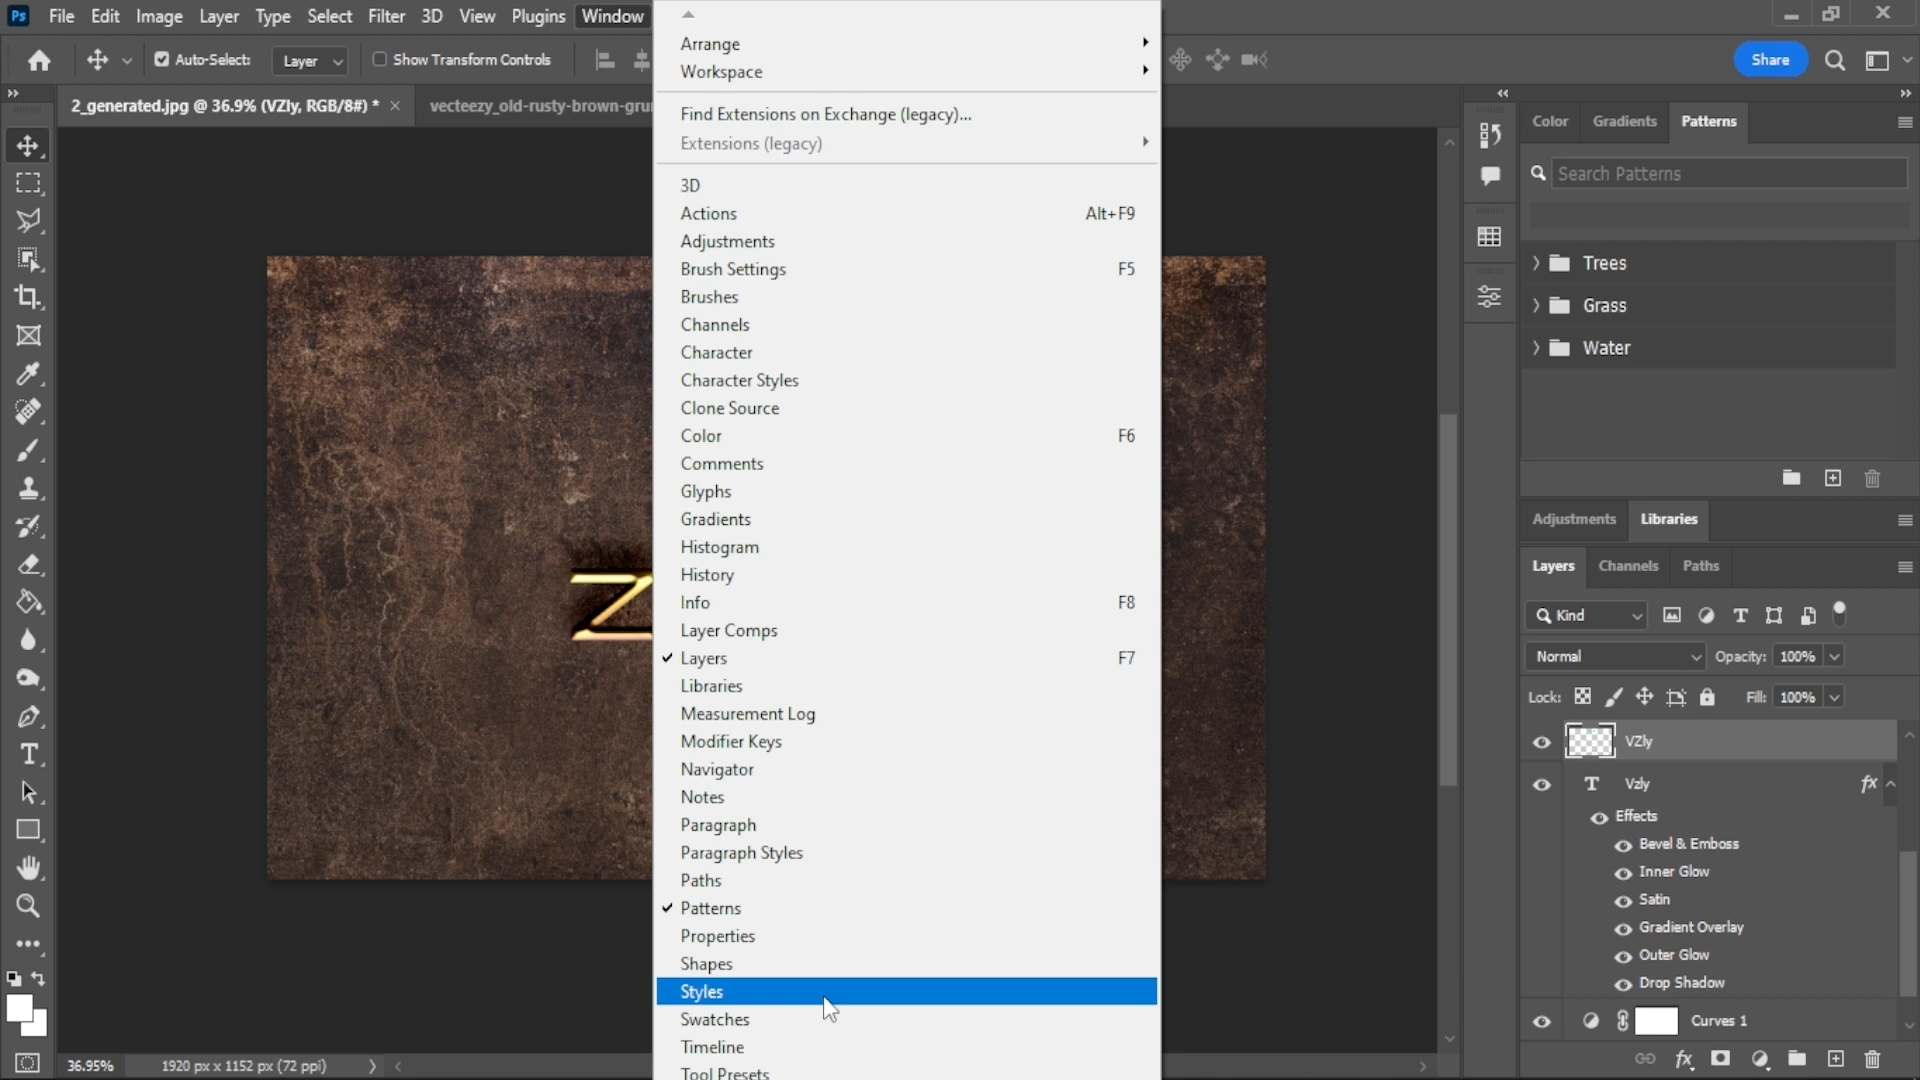 Ps File Edit Image Layer Type Select Filter 3D View Plugins Window
Auto-Select: Layer Show Transform Controls Share
2_generated.jpg @ 36.9% (VZly, RGB/8#) * × vecteezy_old-rusty-brown-gru
Arrange
Workspace
Find Extensions on Exchange (legacy)...
Extensions (legacy)
3D
Actions Alt+F9
Adjustments
Brush Settings F5
Brushes
Channels
Character
Character Styles
Clone Source
Color F6
Comments
Glyphs
Gradients
Histogram
History
Info F8
Layer Comps
Layers F7
Libraries
Measurement Log
Modifier Keys
Navigator
Notes
Paragraph
Paragraph Styles
Paths
Patterns
Properties
Shapes
Styles
Swatches
Timeline
Tool Presets
Z
Color Gradients Patterns
Search Patterns
Trees
Grass
Water
Adjustments Libraries
Layers Channels Paths
Kind
Normal Opacity: 100%
Lock: Fill: 100%
VZly
T Vzly fx
Effects
Bevel & Emboss
Inner Glow
Satin
Gradient Overlay
Outer Glow
Drop Shadow
Curves 1
fx
36.95% 1920 px x 1152 px (72 ppi)